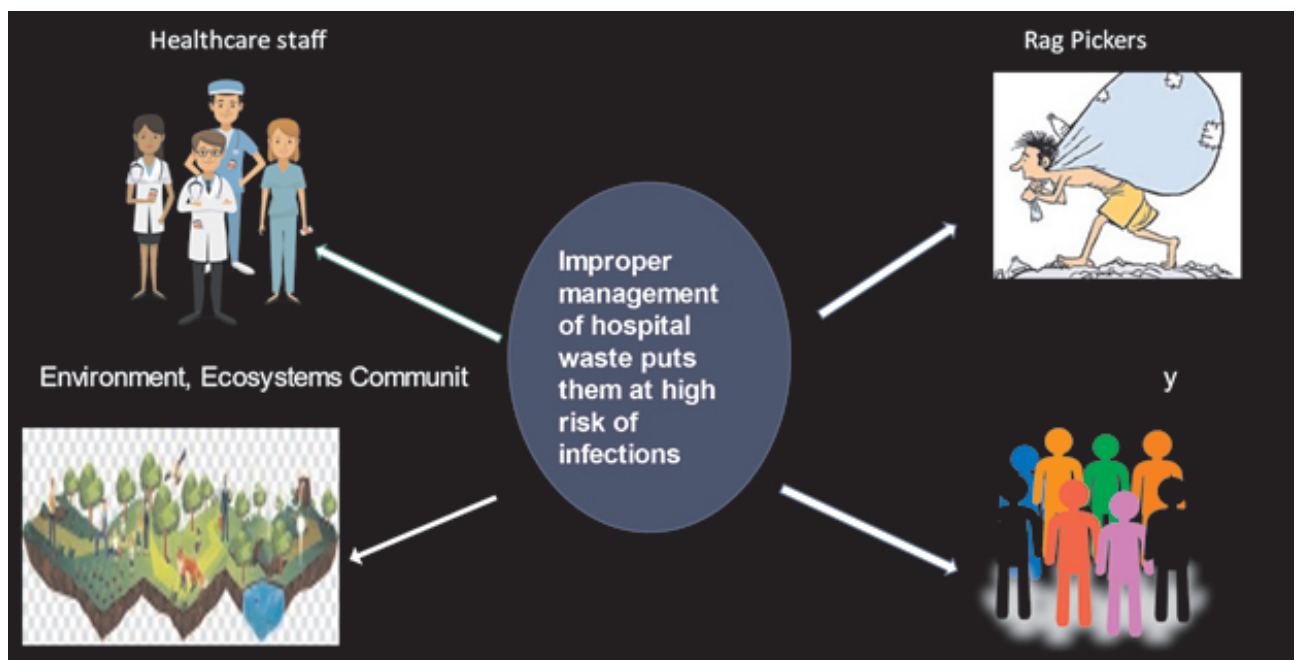 Healthcare staff
Rag Pickers
Improper
management
of hospital
waste puts
them at high
risk of
infections
Environment, Ecosystems Communit
y